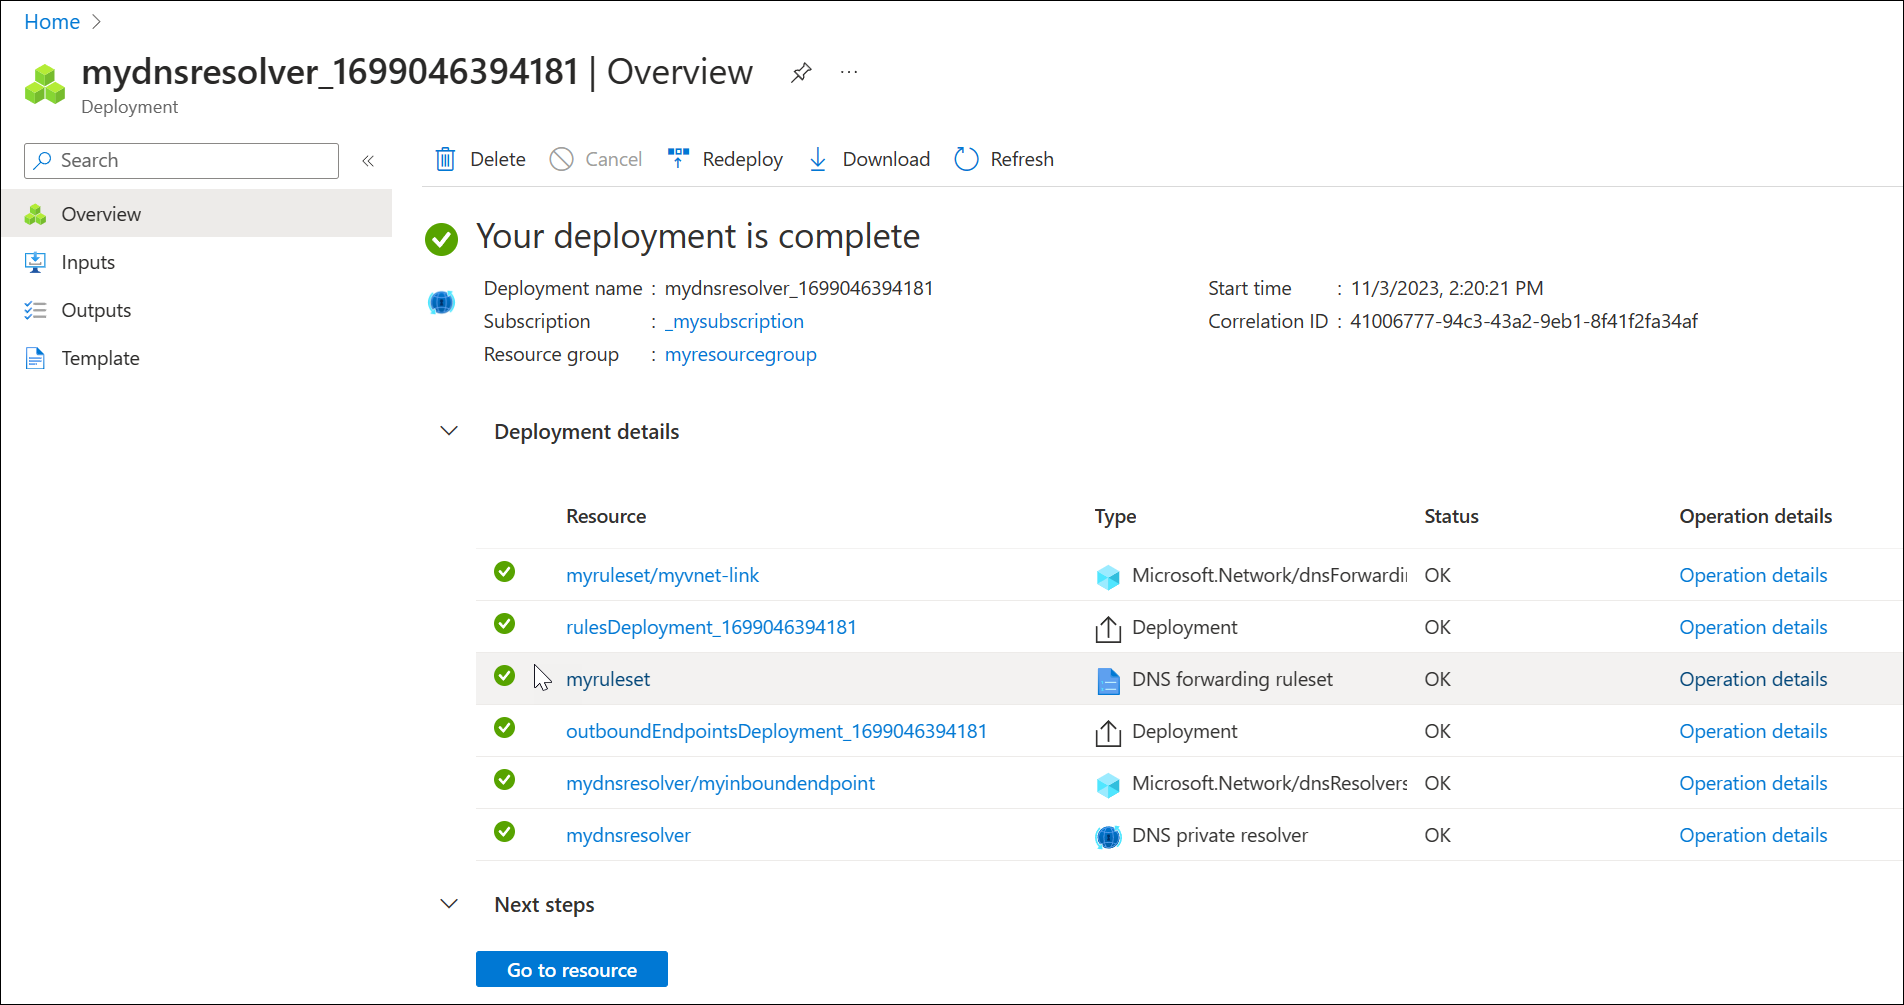 Home
mydnsresolver_1699046394181 | Overview
Deployment
Search
Delete Cancel Redeploy Download Refresh
Overview
Inputs
Outputs
Template
Your deployment is complete
Deployment name : mydnsresolver_1699046394181
Subscription : _mysubscription
Resource group : myresourcegroup
Start time : 11/3/2023, 2:20:21 PM
Correlation ID : 41006777-94c3-43a2-9eb1-8f41f2fa34af
Deployment details
Resource Type Status Operation details
myruleset/myvnet-link Microsoft.Network/dnsForwardi OK Operation details
rulesDeployment_1699046394181 Deployment OK Operation details
myruleset DNS forwarding ruleset OK Operation details
outboundEndpointsDeployment_1699046394181 Deployment OK Operation details
mydnsresolver/myinboundendpoint Microsoft.Network/dnsResolvers OK Operation details
mydnsresolver DNS private resolver OK Operation details
Next steps
Go to resource